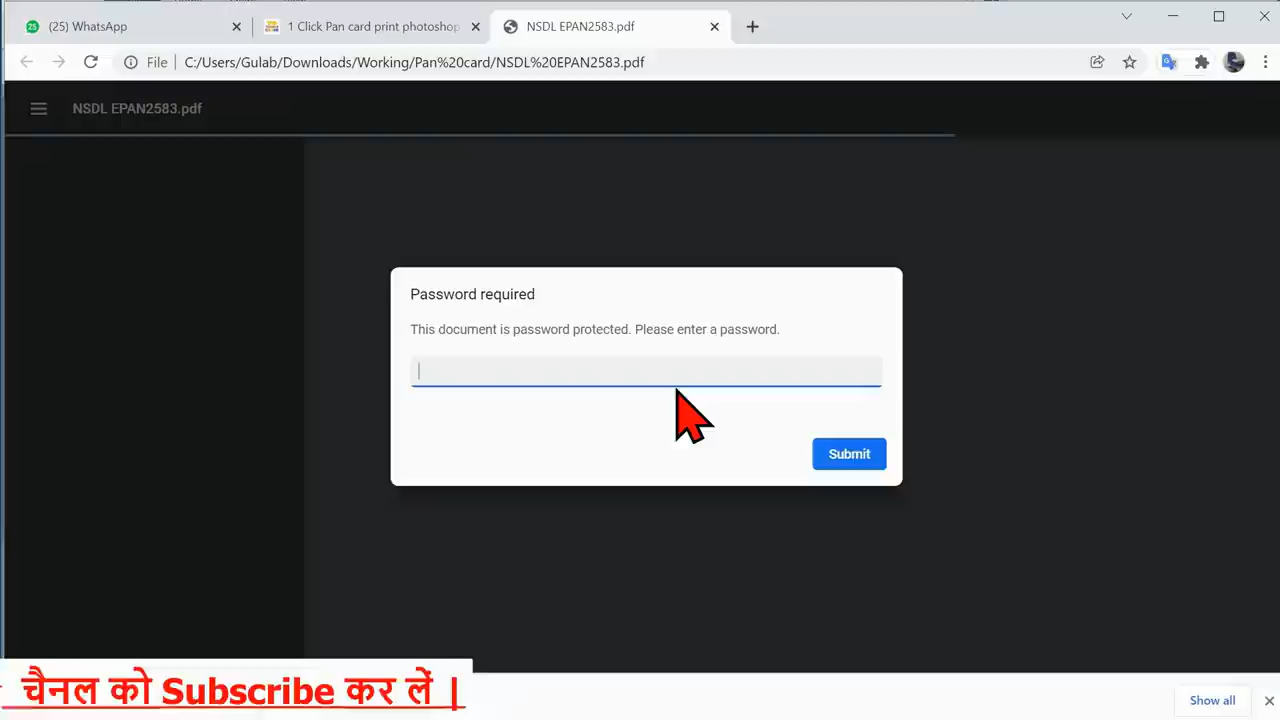 (25) WhatsApp
1 Click Pan card print photoshop
NSDL EPAN2583.pdf
File
C:/Users/Gulab/Downloads/Working/Pan%20card/NSDL%20EPAN2583.pdf
NSDL EPAN2583.pdf
Password required
This document is password protected. Please enter a password.
Submit
चैनल को Subscribe कर लें |
Show all